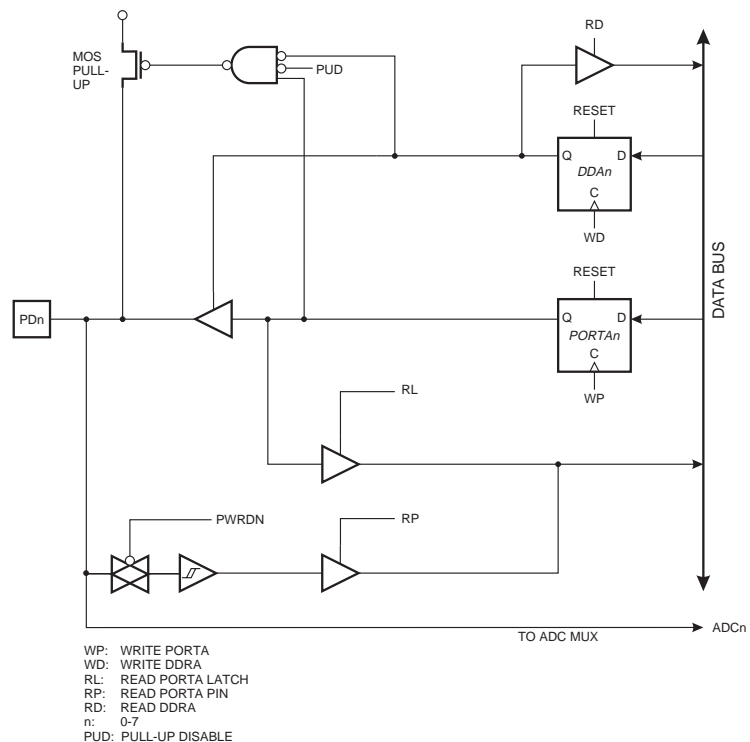 RD
MOS
PULL-
UP
PUD
RESET
Q D
DDAn
C
WD
RESET
PDn
Q D
PORTAn
C
WP
DATA BUS
RL
PWRDN
RP
TO ADC MUX
ADCn
WP: WRITE PORTA
WD: WRITE DDRA
RL: READ PORTA LATCH
RP: READ PORTA PIN
RD: READ DDRA
n: 0-7
PUD: PULL-UP DISABLE